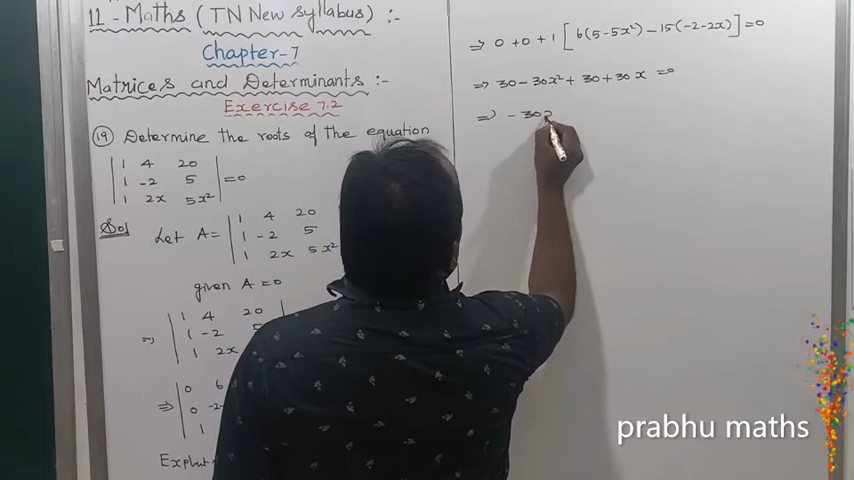 11 - Maths (TN New syllabus) :-
Chapter-7
Matrices and Determinants :-
Exercise 7.2
(19) Determine the roots of the equation
| 1 4 20 |
| 1 -2 5 | =0
| 1 2x 5x² |
Sol Let A= | 1 4 20 |
| 1 -2 5 |
| 1 2x 5x² |
given A =0
=> | 1 4 20 |
| 1 -2
| 1 2x
=> | 0 6
| 0 -2
| 1
=> 0 +0 +1 [ 6(5-5x²) -15(-2-2x) ] =0
=> 30-30x²+30+30x =0
=> -30
prabhu maths